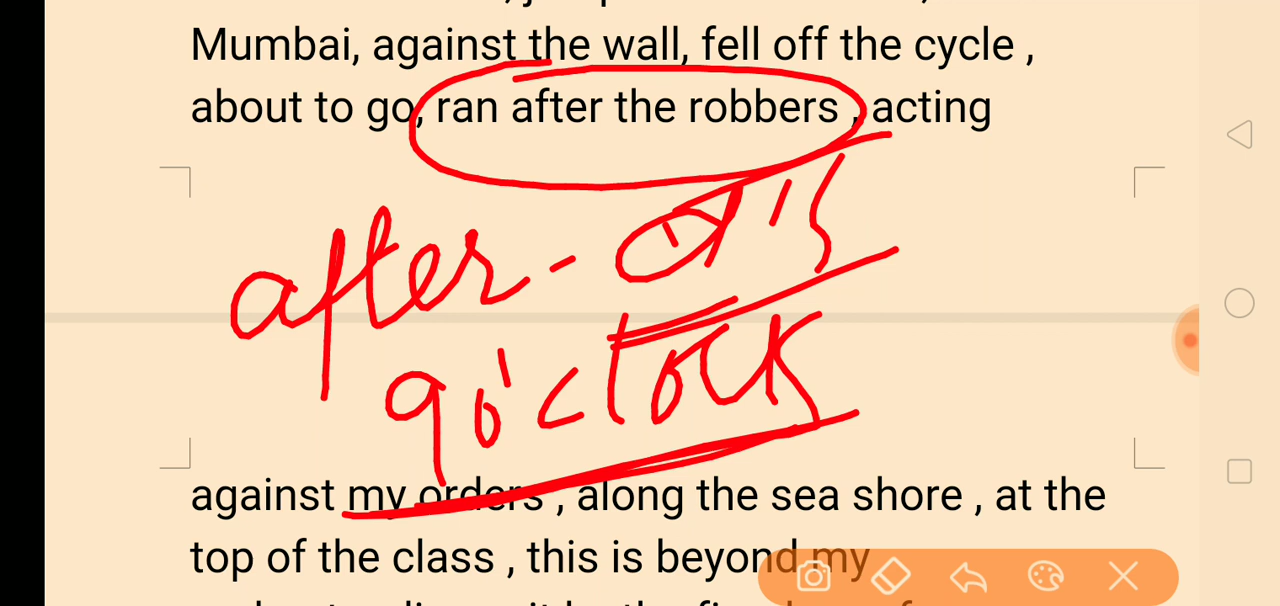 Mumbai, against the wall, fell off the cycle ,
about to go, ran after the robbers , acting
after -
9 o'clock
against my orders , along the sea shore , at the
top of the class , this is beyond my